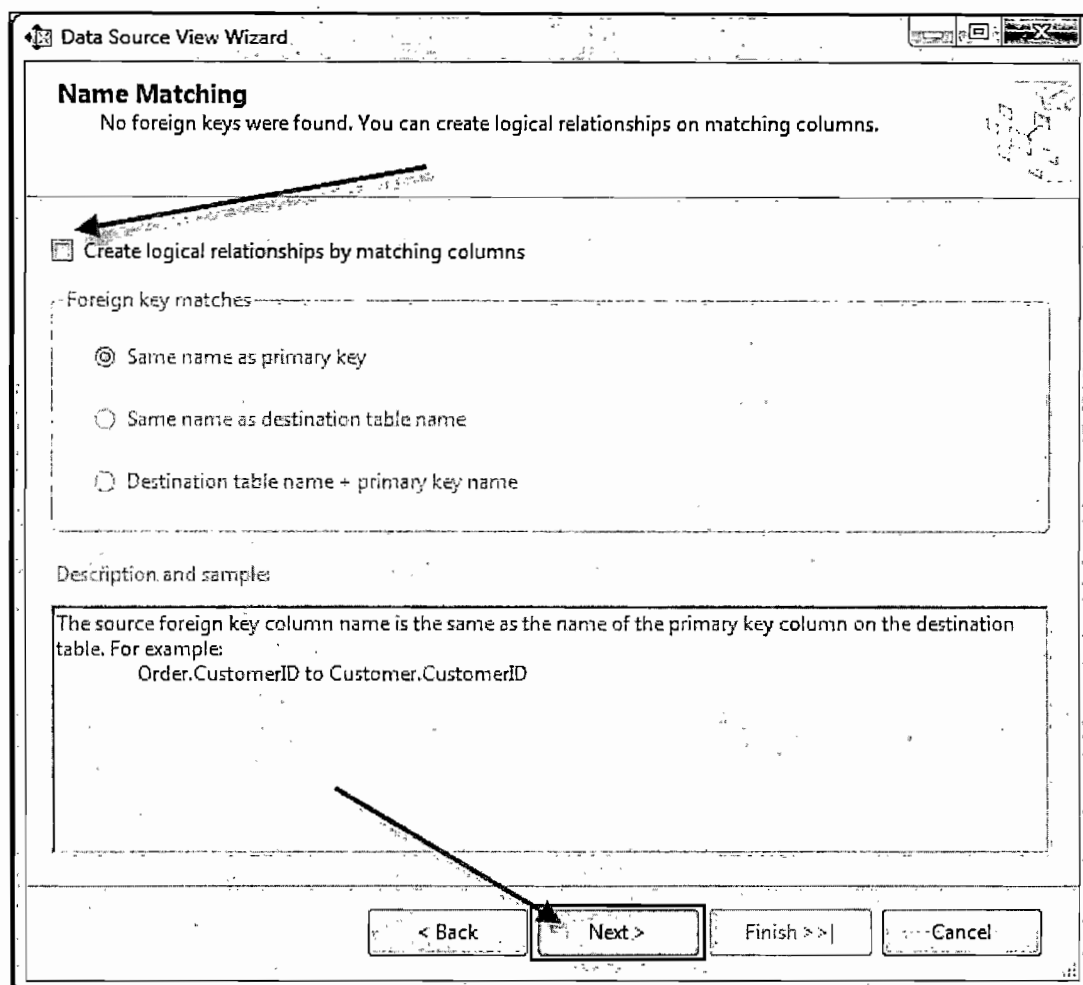 Data Source View Wizard
Name Matching
No foreign keys were found. You can create logical relationships on matching columns.
Create logical relationships by matching columns
Foreign key matches
Same name as primary key
Same name as destination table name
Destination table name + primary key name
Description and sample:
The source foreign key column name is the same as the name of the primary key column on the destination
table. For example:
Order.CustomerID to Customer.CustomerID
< Back
Next >
Finish >>|
Cancel